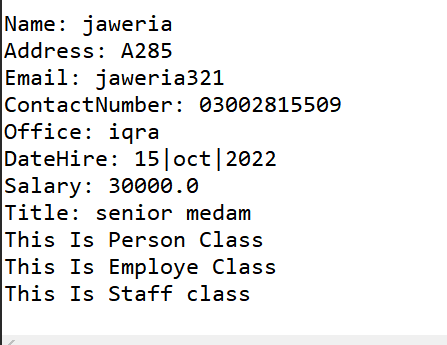 Name: jaweria
Address: A285
Email: jaweria321
ContactNumber: 03002815509
Office: iqra
DateHire: 15|oct|2022
Salary: 30000.0
Title: senior medam
This Is Person Class
This Is Employe Class
This Is Staff class